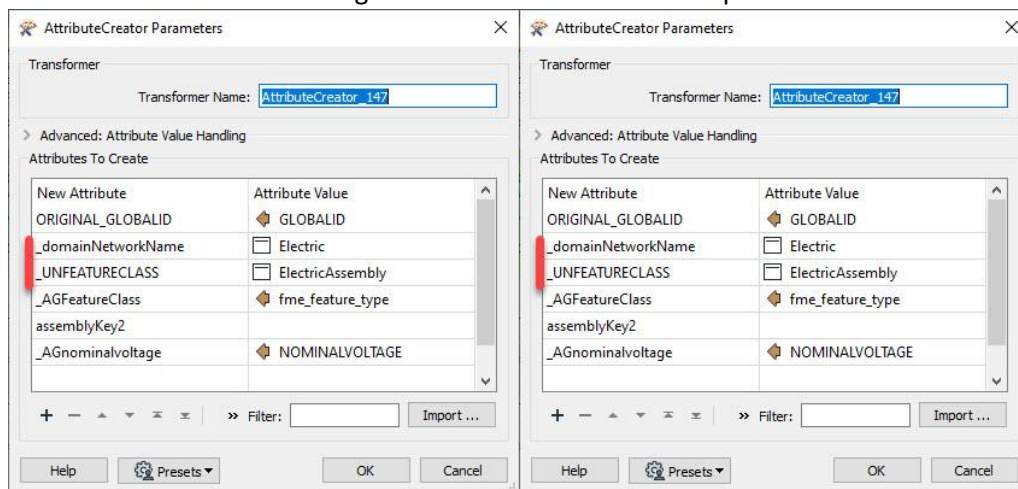 AttributeCreator Parameters
Transformer
Transformer Name: AttributeCreator_147
> Advanced: Attribute Value Handling
Attributes To Create
New Attribute Attribute Value
ORIGINAL_GLOBALID GLOBALID
_domainNetworkName Electric
_UNFEATURECLASS ElectricAssembly
_AGFeatureClass fme_feature_type
assemblyKey2
_AGnominalvoltage NOMINALVOLTAGE
» Filter: Import ...
Help Presets OK Cancel
AttributeCreator Parameters
Transformer
Transformer Name: AttributeCreator_147
> Advanced: Attribute Value Handling
Attributes To Create
New Attribute Attribute Value
ORIGINAL_GLOBALID GLOBALID
_domainNetworkName Electric
_UNFEATURECLASS ElectricAssembly
_AGFeatureClass fme_feature_type
assemblyKey2
_AGnominalvoltage NOMINALVOLTAGE
» Filter: Import ...
Help Presets OK Cancel